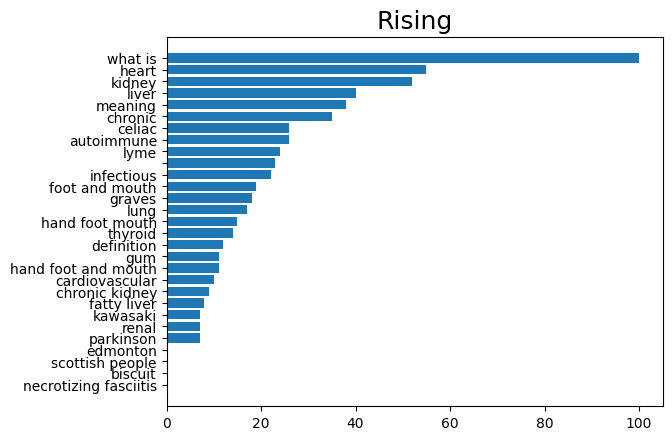 Rising
what is
heart
kidney
liver
meaning
chronic
celiac
autoimmune
lyme
infectious
foot and mouth
graves
lung
hand foot mouth
thyroid
definition
gum
hand foot and mouth
cardiovascular
chronic kidney
fatty liver
kawasaki
renal
parkinson
edmonton
scottish people
biscuit
necrotizing fasciitis
0 20 40 60 80 100